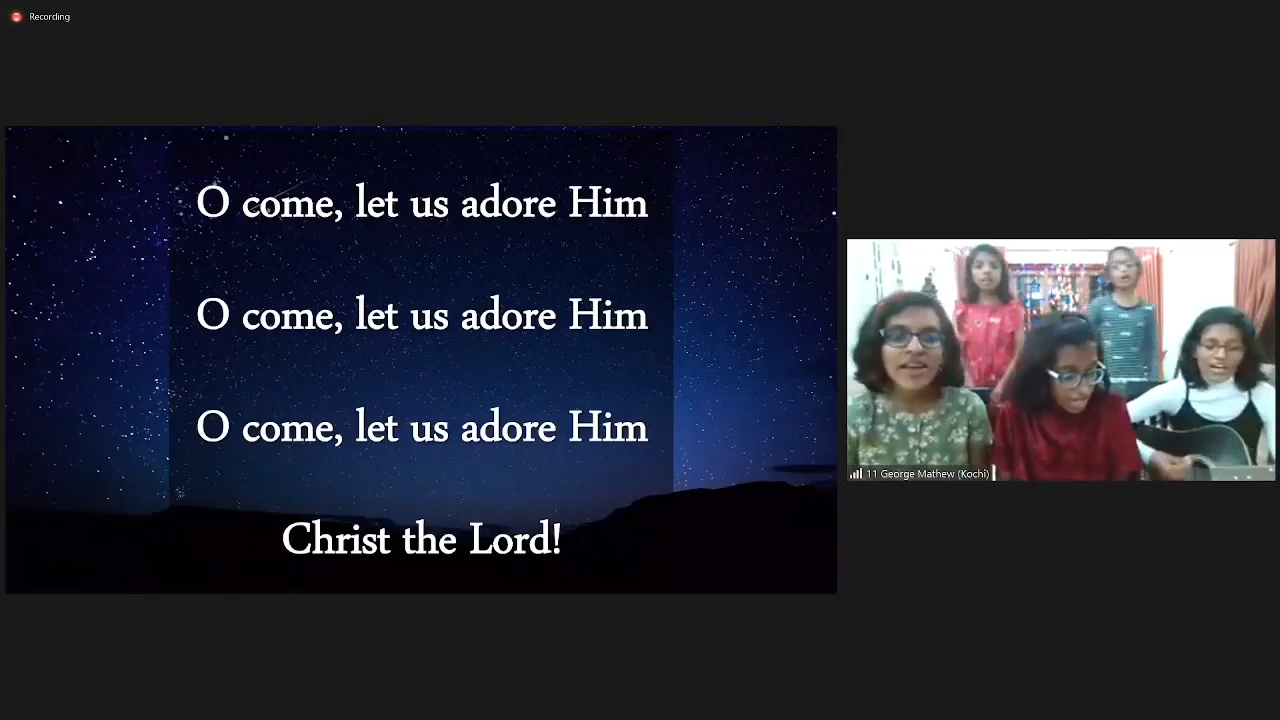 Recording
O come, let us adore Him
O come, let us adore Him
O come, let us adore Him
Christ the Lord!
11 George Mathew (Kochi)